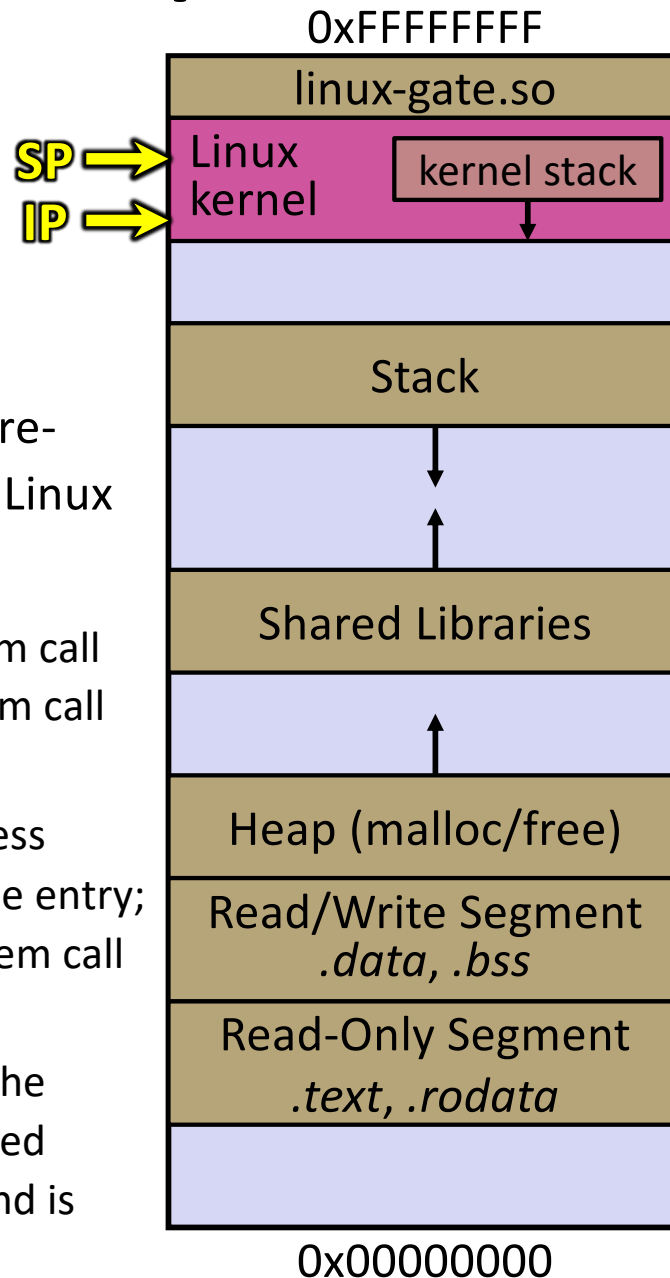 0xFFFFFFFF
linux-gate.so
SP
Linux
kernel
kernel stack
IP
Stack
re-
Linux
Shared Libraries
m call
m call
Heap (malloc/free)
ess
e entry;
Read/Write Segment
.data, .bss
em call
Read-Only Segment
.text, .rodata
he
ed
nd is
0x00000000